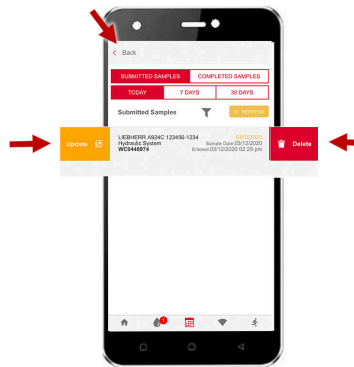 Back
SUBMITTED SAMPLES COMPLETED SAMPLES
TODAY 7 DAYS 30 DAYS
Submitted Samples REFRESH
Update
LIEBHERR A924C 123456-1234 ENTERED
Hydraulic System Sample Date 03/12/2020
WC0446974 Entered 03/12/2020 02:29 pm
Delete
1